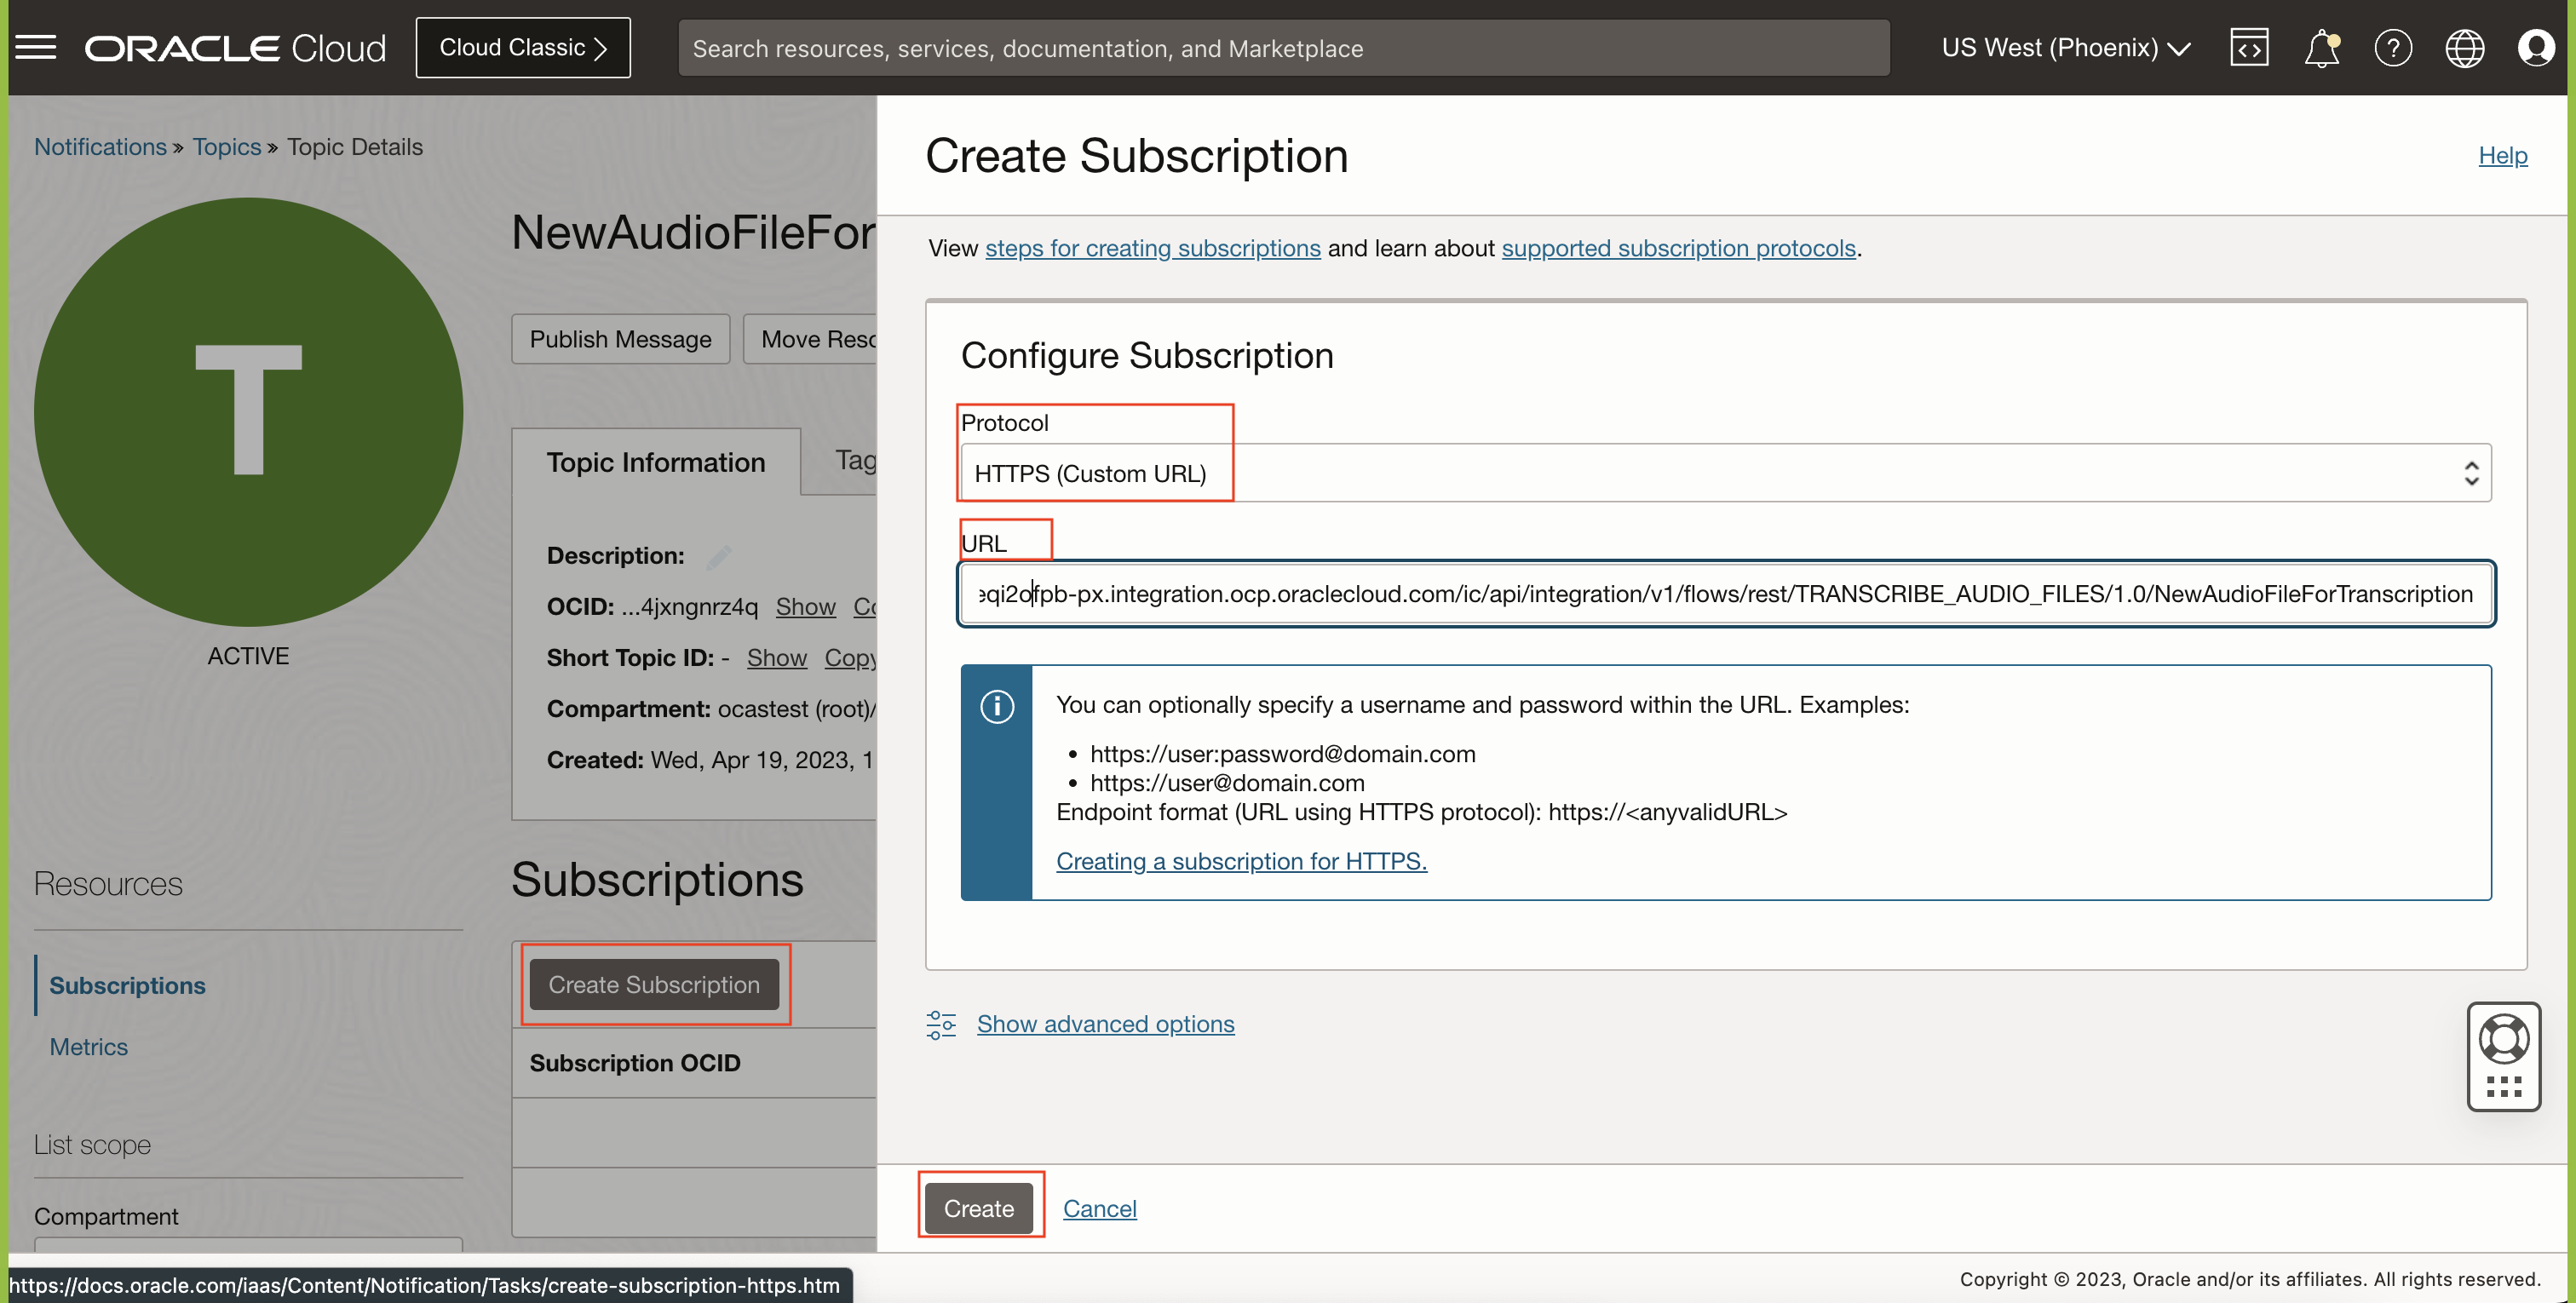 ORACLE Cloud
Cloud Classic
Search resources, services, documentation, and Marketplace
US West (Phoenix)
Notifications » Topics » Topic Details
T
ACTIVE
NewAudioFileFor
Publish Message
Move
Topic Information
Description:
OCID: ...4jxngnrz4q Show
Short Topic ID: - Show Copy
Compartment: ocastest (root)/
Created: Wed, Apr 19, 2023, 1
Resources
Subscriptions
Metrics
List scope
Compartment
Subscriptions
Create Subscription
Subscription OCID
Create Subscription
Help
View steps for creating subscriptions and learn about supported subscription protocols.
Configure Subscription
Protocol
HTTPS (Custom URL)
URL
eqi2ofpb-px.integration.ocp.oraclecloud.com/ic/api/integration/v1/flows/rest/TRANSCRIBE_AUDIO_FILES/1.0/NewAudioFileForTranscription
You can optionally specify a username and password within the URL. Examples:
• https://user:password@domain.com
• https://user@domain.com
Endpoint format (URL using HTTPS protocol): https://<anyvalidURL>
Creating a subscription for HTTPS.
Show advanced options
Create
Cancel
https://docs.oracle.com/iaas/Content/Notification/Tasks/create-subscription-https.htm
Copyright © 2023, Oracle and/or its affiliates. All rights reserved.